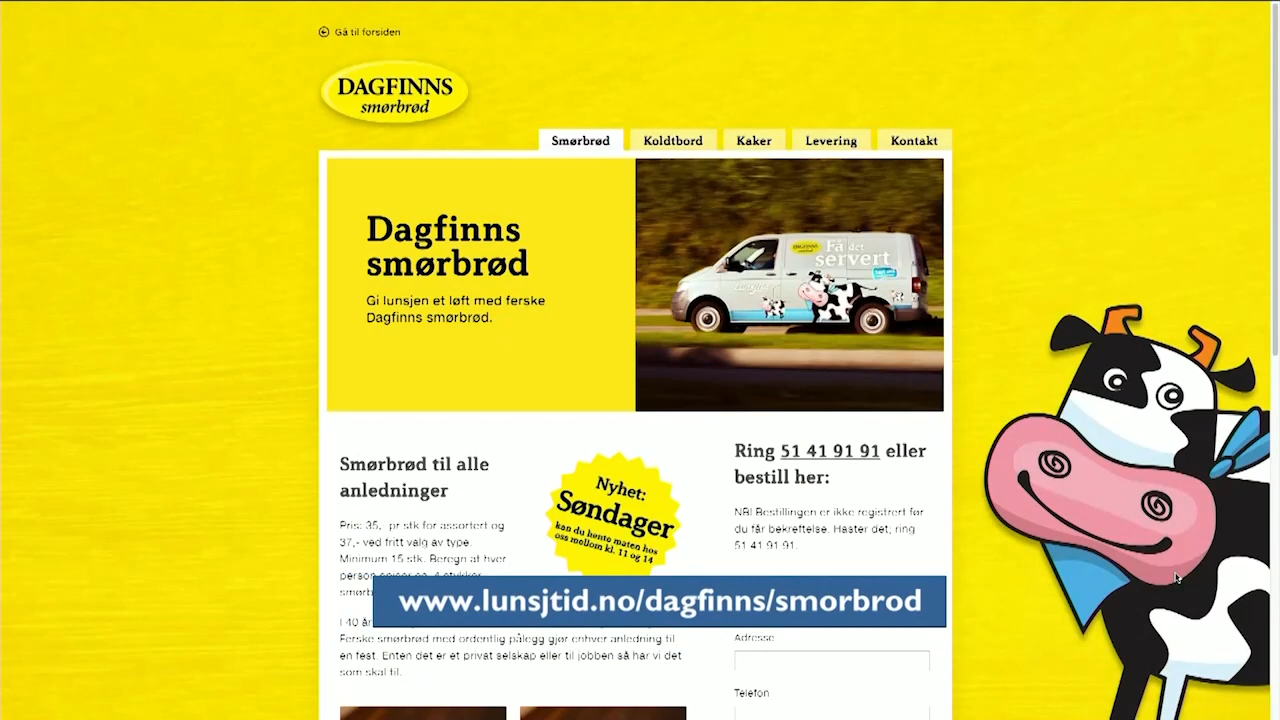 Gå til forsiden
DAGFINNS
smørbrød
Smørbrød
Koldtbord
Kaker
Levering
Kontakt
Dagfinns
smørbrød
Gi lunsjen et løft med ferske
Dagfinns smørbrød.
DAGFINNS
Få det
servert
Smørbrød til alle
anledninger
Pris: 35,- pr stk for assortert og
37,- ved fritt valg av type.
Minimum 15 stk. Beregn at hver
person
Nyhet:
Søndager
kan du hente maten hos
oss mellom kl. 11 og 14
Ring 51 41 91 91 eller
bestill her:
NB! Bestillingen er ikke registrert før
du får bekreftelse. Haster det; ring
51 41 91 91.
www.lunsjtid.no/dagfinns/smorbrod
I 40 år
Ferske smørbrød med ordentlig pålegg gjør enhver anledning til
en fest. Enten det er et privat selskap eller til jobben så har vi det
som skal til.
Adresse
Telefon